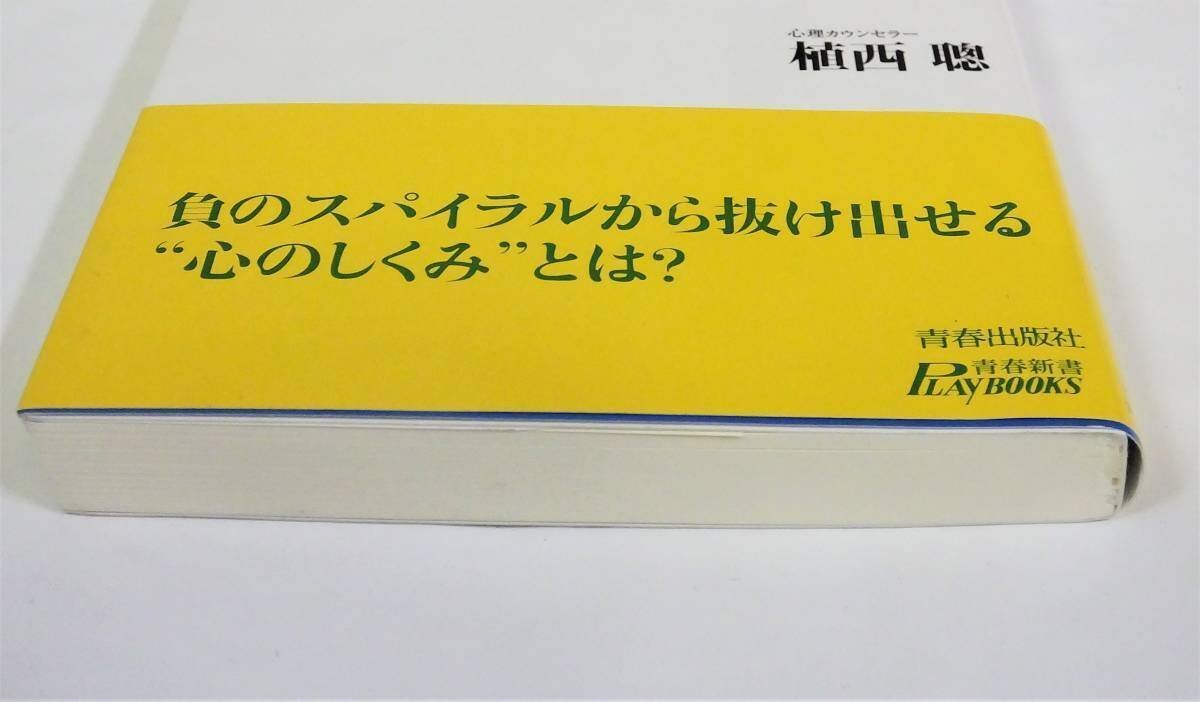 心理カウンセラー
植西 聰
負のスパイラルから抜け出せる
“心のしくみ”とは?
青春出版社
青春新書
PLAYBOOKS